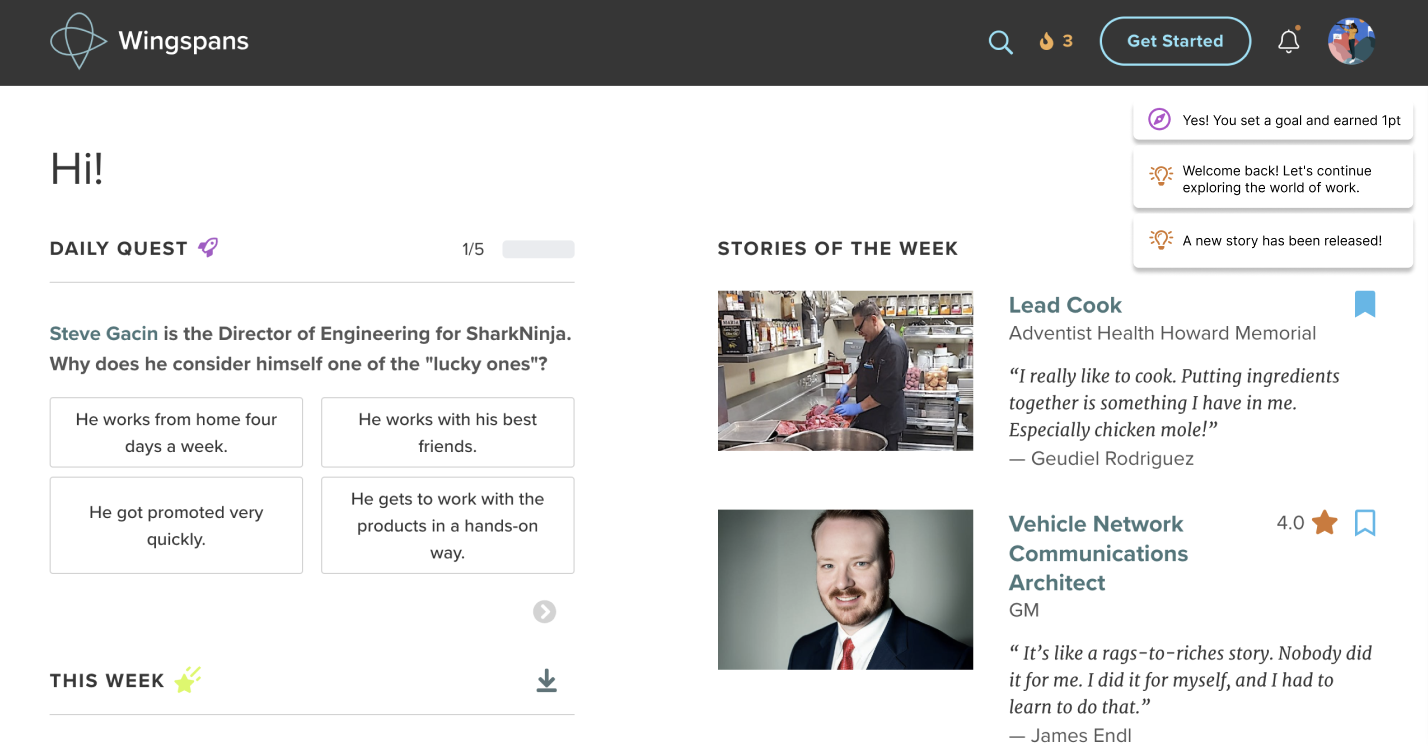 Wingspans
3
Get Started
Yes! You set a goal and earned 1pt
Welcome back! Let's continue
exploring the world of work.
A new story has been released!
Hi!
DAILY QUEST
1/5
Steve Gacin is the Director of Engineering for SharkNinja.
Why does he consider himself one of the "lucky ones"?
He works from home four
days a week.
He works with his best
friends.
He got promoted very
quickly.
He gets to work with the
products in a hands-on
way.
THIS WEEK
STORIES OF THE WEEK
Lead Cook
Adventist Health Howard Memorial
“I really like to cook. Putting ingredients
together is something I have in me.
Especially chicken mole!”
— Geudiel Rodriguez
Vehicle Network
Communications
Architect
4.0
GM
“ It’s like a rags-to-riches story. Nobody did
it for me. I did it for myself, and I had to
learn to do that.”
— James Endl